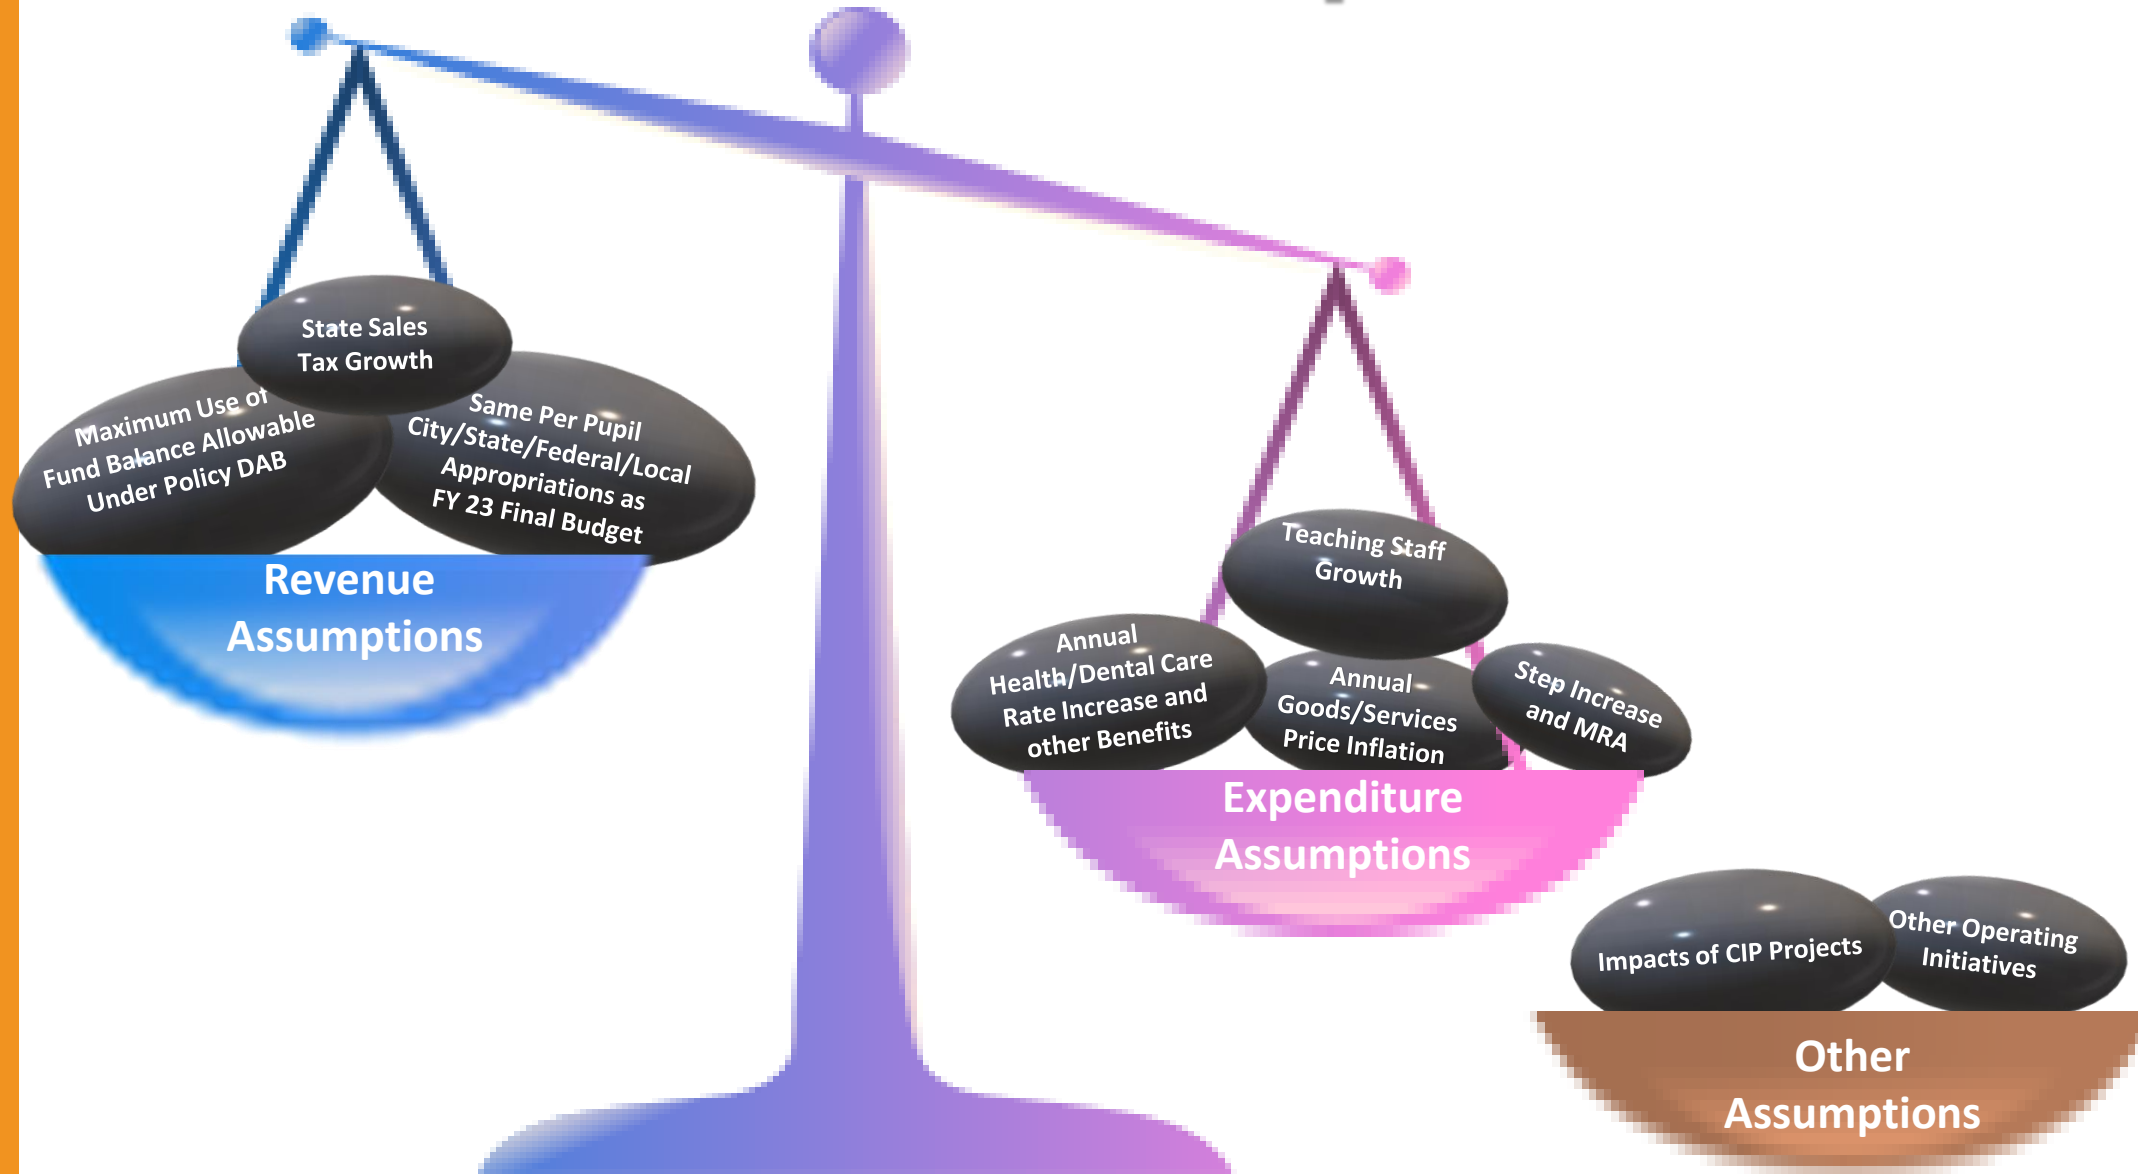 State Sales
Tax Growth
Maximum Use of
Fund Balance Allowable
Under Policy DAB
Same Per Pupil
City/State/Federal/Local
Appropriations as
FY 23 Final Budget
Revenue
Assumptions
Teaching Staff
Growth
Annual
Health/Dental Care
Rate Increase and
other Benefits
Annual
Goods/Services
Price Inflation
Step Increase
and MRA
Expenditure
Assumptions
Impacts of CIP Projects
Other Operating
Initiatives
Other
Assumptions